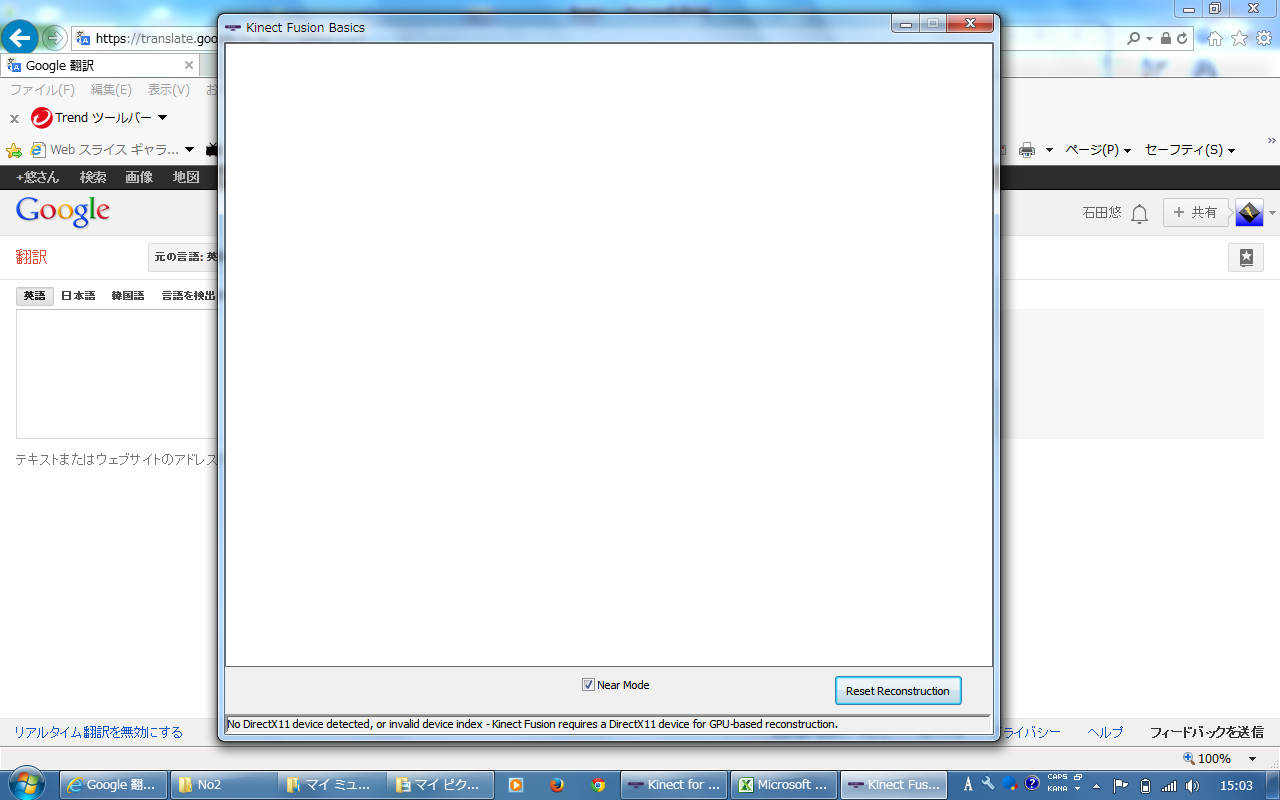 Kinect Fusion Basics
https://translate.goo
Google 翻訳
ファイル(F) 編集(E) 表示(V) お
x Trend ツールバー
Web スライス ギャラ...
ページ(P) セーフティ(S)
+悠さん 検索 画像 地図
Google
石田悠
+ 共有
翻訳
元の言語: 英
英語 日本語 韓国語 言語を検出
テキストまたはウェブサイトのアドレス
Near Mode
Reset Reconstruction
No DirectX11 device detected, or invalid device index - Kinect Fusion requires a DirectX11 device for GPU-based reconstruction.
リアルタイム翻訳を無効にする
イバシー ヘルプ フィードバックを送信
100%
Google 翻...
No2
マイ ミュ...
マイ ピク...
Kinect for ...
Microsoft ...
Kinect Fus...
A
CAPS
KANA
15:03